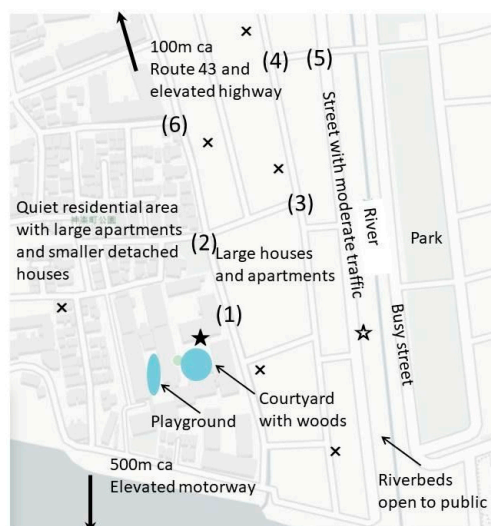 100m ca
Route 43 and
elevated highway
(4)
(5)
(6)
Street with moderate traffic
Quiet residential area
with large apartments
and smaller detached
houses
(3)
(2)
Large houses
and apartments
River
Park
(1)
Busy street
Playground
Courtyard
with woods
500m ca
Elevated motorway
Riverbeds
open to public